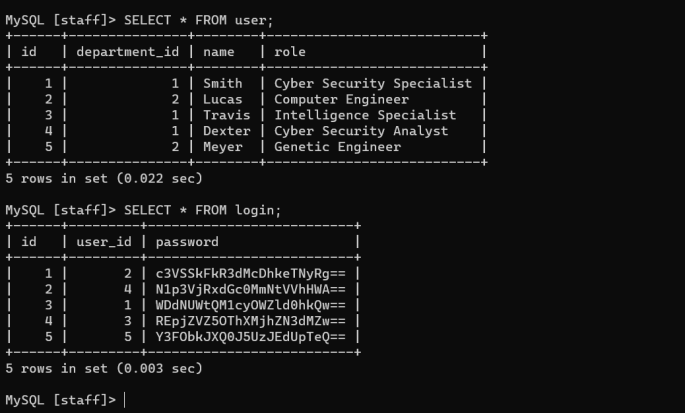 MySQL [staff]> SELECT * FROM user;
+------+---------------+--------+---------------------------+
| id   | department_id | name   | role                      |
+------+---------------+--------+---------------------------+
|    1 |             1 | Smith  | Cyber Security Specialist |
|    2 |             2 | Lucas  | Computer Engineer         |
|    3 |             1 | Travis | Intelligence Specialist   |
|    4 |             1 | Dexter | Cyber Security Analyst    |
|    5 |             2 | Meyer  | Genetic Engineer          |
+------+---------------+--------+---------------------------+
5 rows in set (0.022 sec)
MySQL [staff]> SELECT * FROM login;
+------+---------+--------------------------+
| id   | user_id | password                 |
+------+---------+--------------------------+
|    1 |       2 | c3VSSkFkR3dMcDhkeTNyRg== |
|    2 |       4 | N1p3VjRxdGc0MmNtVVhHWA== |
|    3 |       1 | WDdNUWtQM1cyOWZld0hkQw== |
|    4 |       3 | REpjZVZ5OThXMjhZN3dMZw== |
|    5 |       5 | Y3FObkJXQ0J5UzJEdUpTeQ== |
+------+---------+--------------------------+
5 rows in set (0.003 sec)
MySQL [staff]>